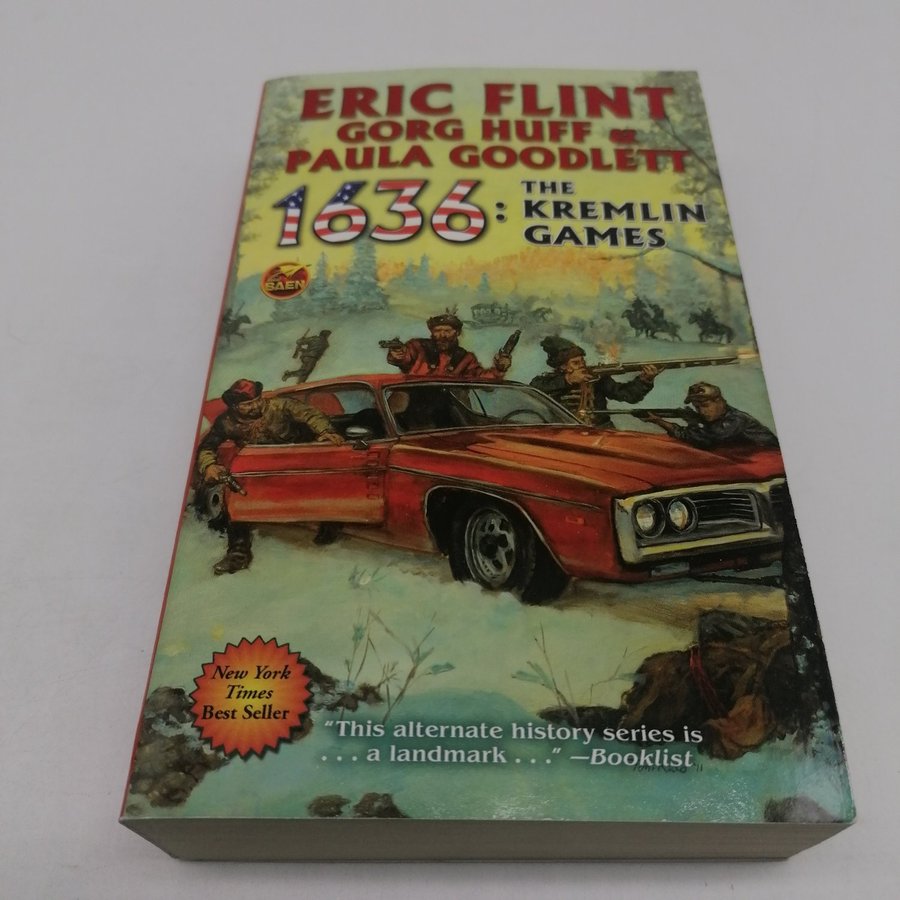 ERIC FLINT
GORG HUFF &
PAULA GOODLETT
1636: THE
KREMLIN
GAMES
BAEN
New York
Times
Best Seller
"This alternate history series is
. . . a landmark . . ." —Booklist